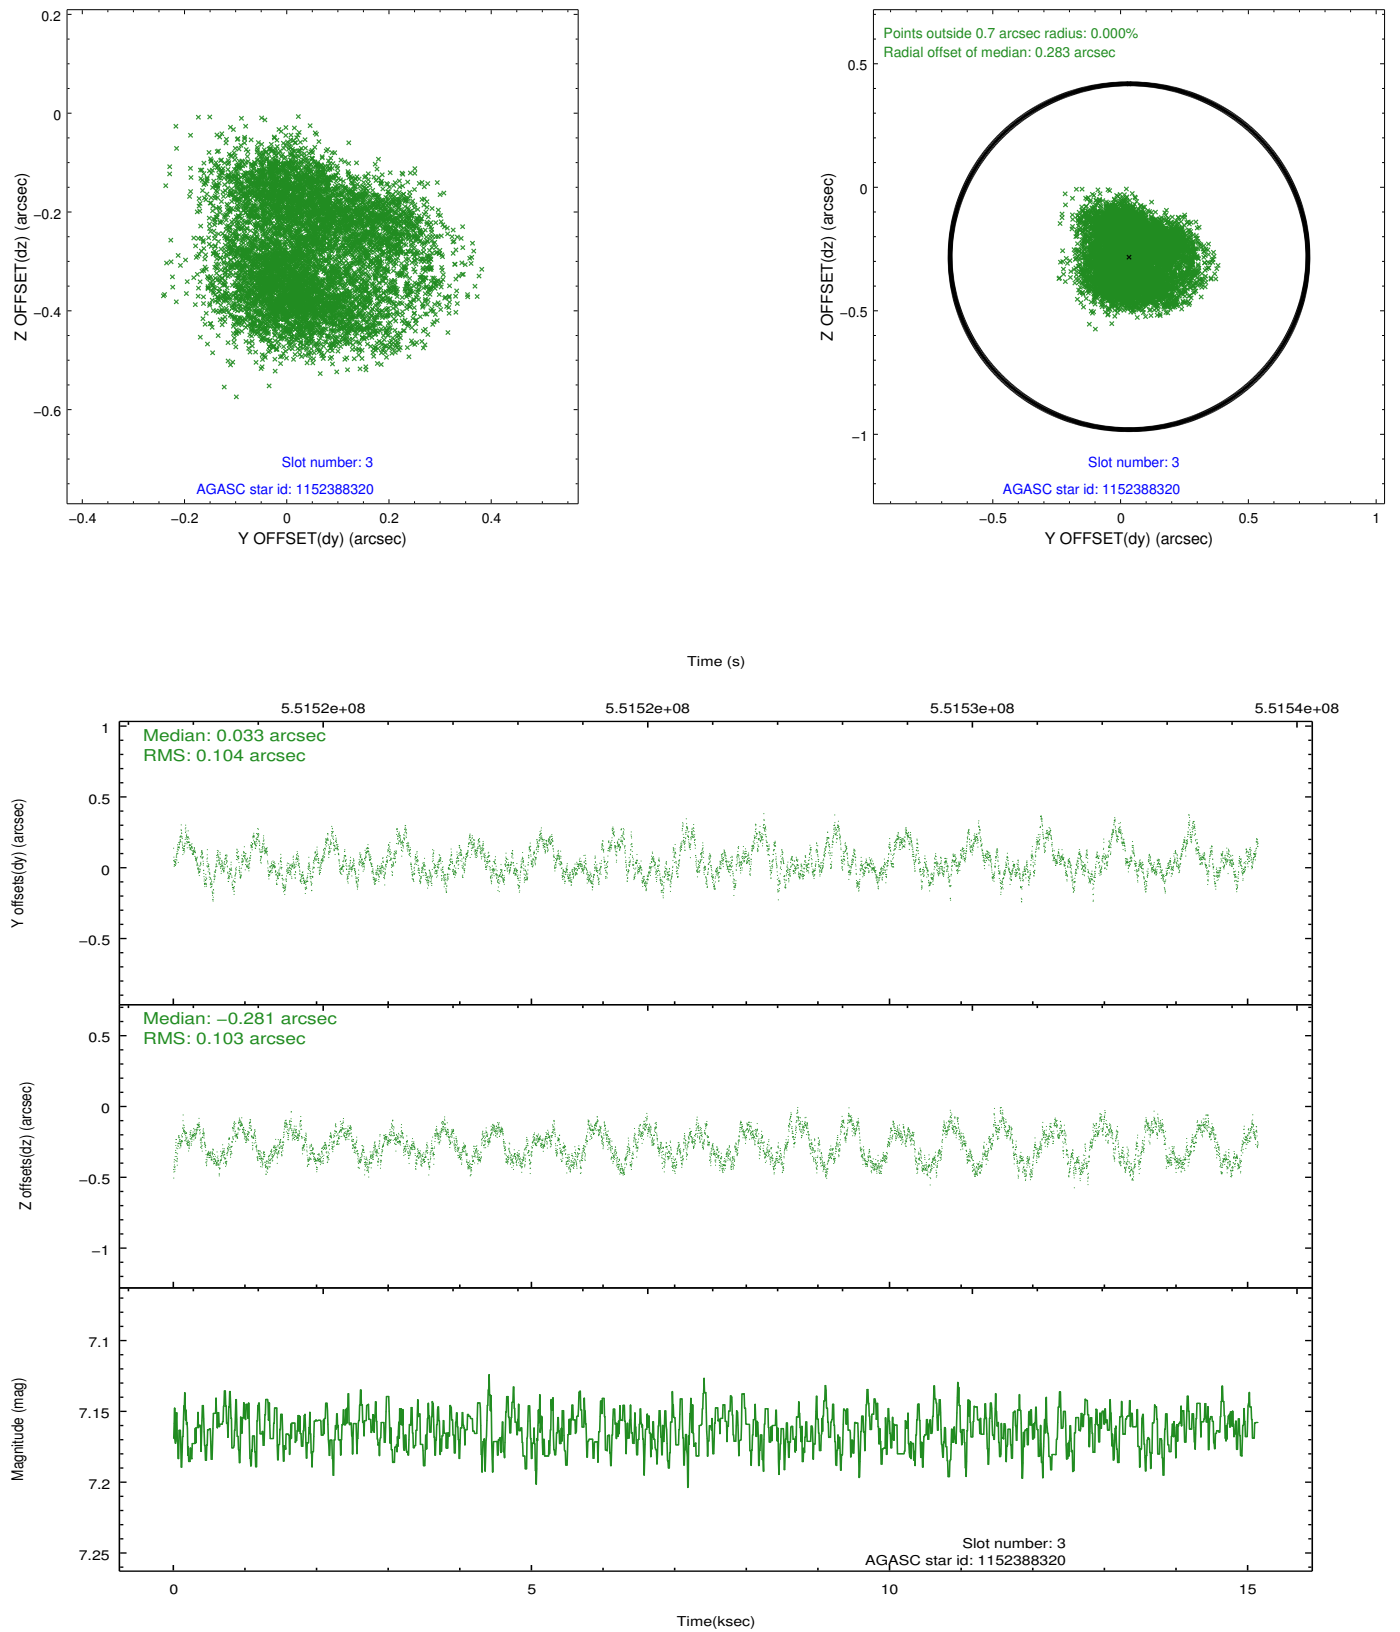 0.2
0
−0.2
−0.4
−0.6
Z OFFSET(dz) (arcsec)
Slot number: 3
AGASC star id: 1152388320
−0.4 −0.2 0 0.2 0.4
Y OFFSET(dy) (arcsec)
Points outside 0.7 arcsec radius: 0.000%
Radial offset of median: 0.283 arcsec
0.5
0
−0.5
−1
Z OFFSET(dz) (arcsec)
Slot number: 3
AGASC star id: 1152388320
−0.5 0 0.5 1
Y OFFSET(dy) (arcsec)
Time (s)
5.5152e+08 5.5152e+08 5.5153e+08 5.5154e+08
Median: 0.033 arcsec
RMS: 0.104 arcsec
1
0.5
0
−0.5
Y offsets(dy) (arcsec)
Median: −0.281 arcsec
RMS: 0.103 arcsec
0.5
0
−0.5
−1
Z offsets(dz) (arcsec)
7.1
7.15
7.2
7.25
Magnitude (mag)
Slot number: 3
AGASC star id: 1152388320
0 5 10 15
Time(ksec)